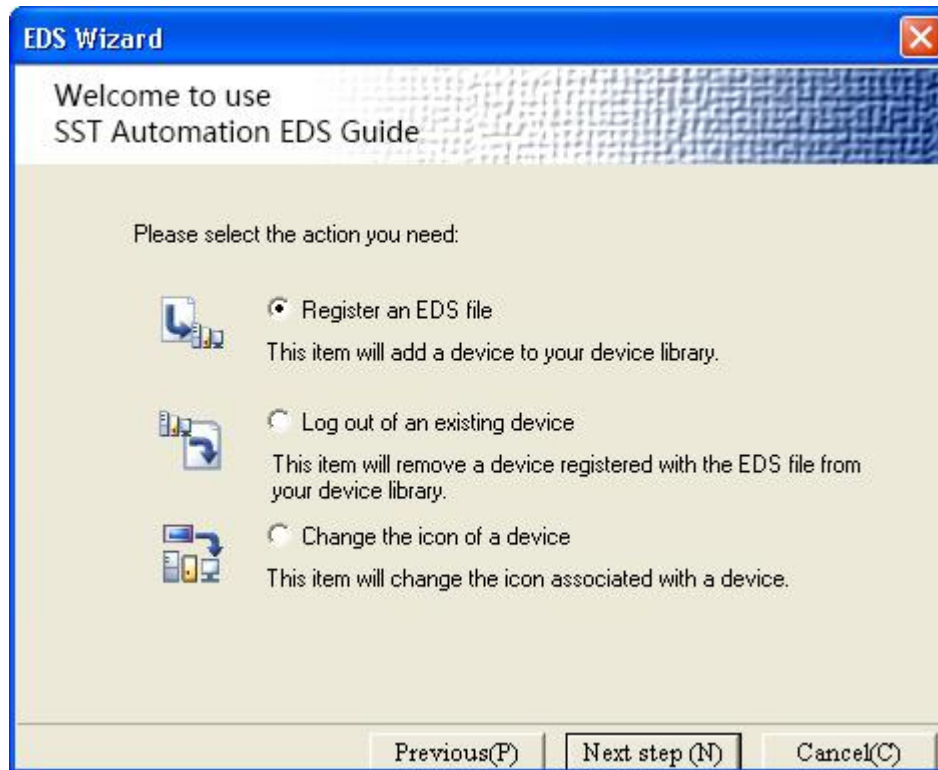 EDS Wizard
Welcome to use
SST Automation EDS Guide
Please select the action you need:
Register an EDS file
This item will add a device to your device library.
Log out of an existing device
This item will remove a device registered with the EDS file from
your device library.
Change the icon of a device
This item will change the icon associated with a device.
Previous(P)
Next step (N)
Cancel(C)